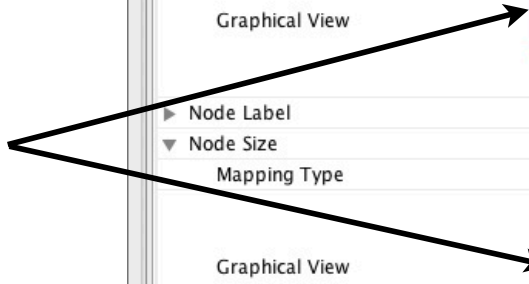 Graphical View
Node Label
Node Size
Mapping Type
Graphical View